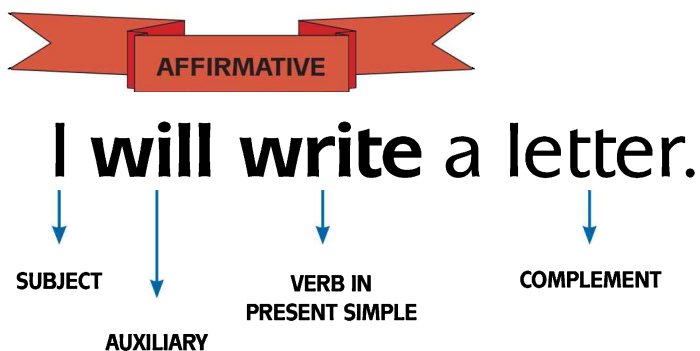 AFFIRMATIVE
I will write a letter.
SUBJECT
AUXILIARY
VERB IN
PRESENT SIMPLE
COMPLEMENT